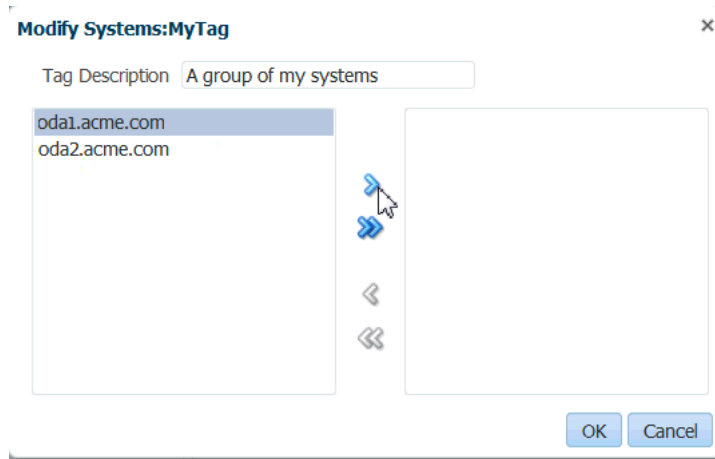 Modify Systems:MyTag
Tag Description A group of my systems
oda1.acme.com
oda2.acme.com
OK Cancel